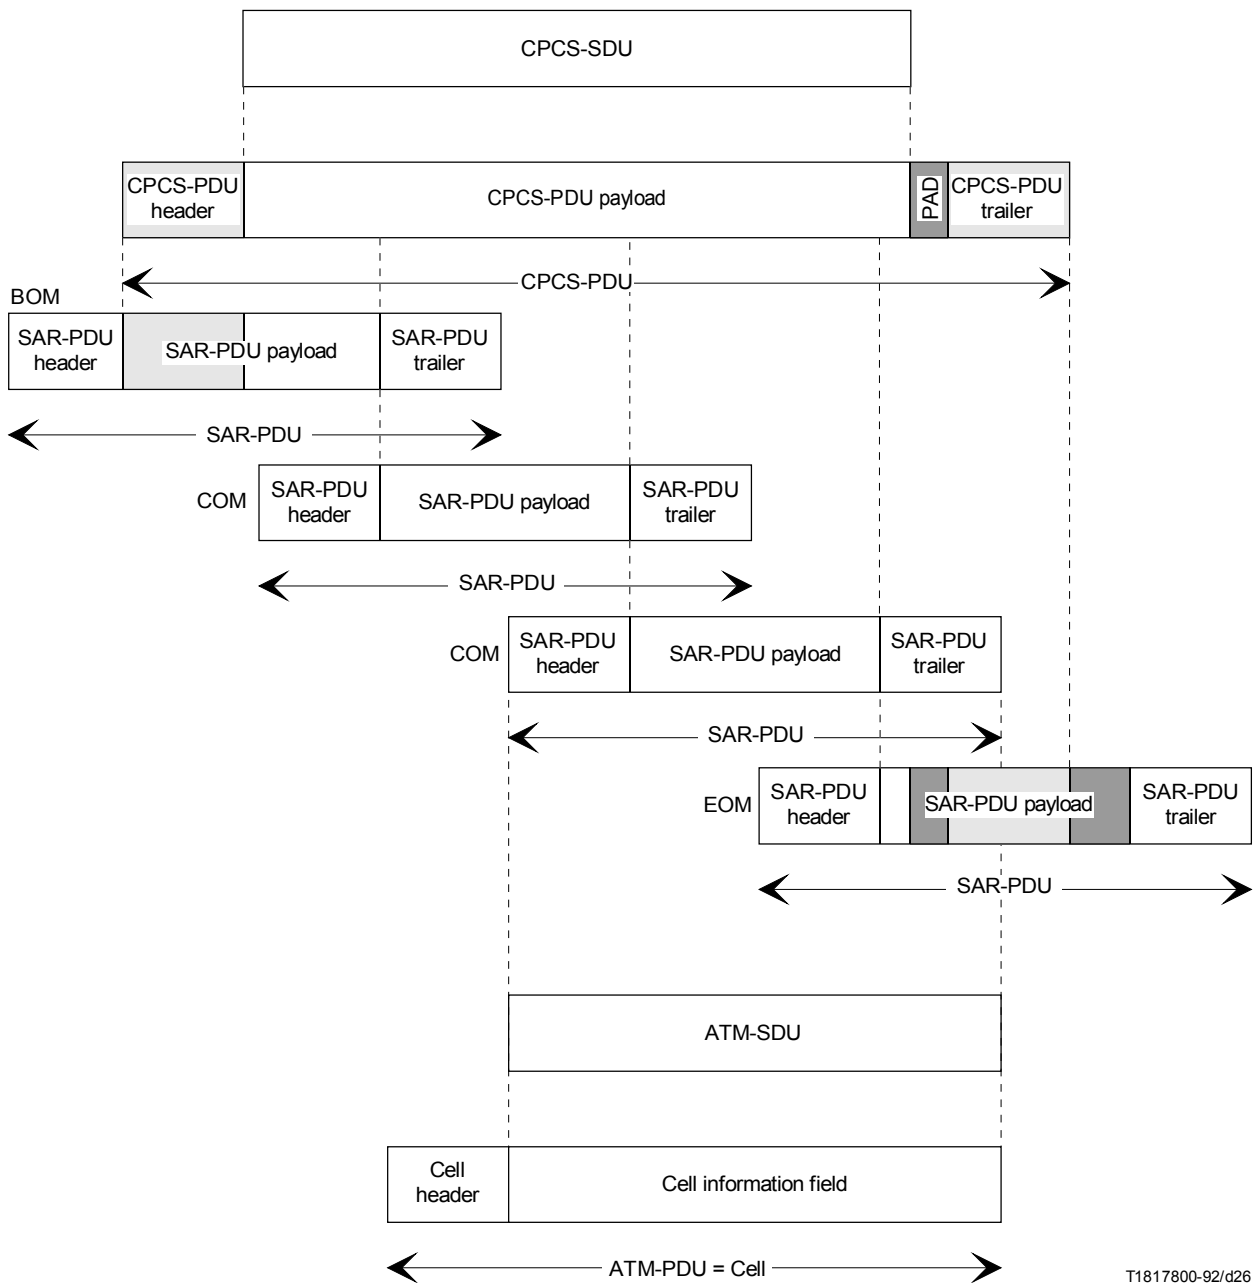 CPCS-SDU
CPCS-PDU
header
CPCS-PDU payload
PAD
CPCS-PDU
trailer
CPCS-PDU
BOM
SAR-PDU
header
SAR-PDU payload
SAR-PDU
trailer
SAR-PDU
COM
SAR-PDU
header
SAR-PDU payload
SAR-PDU
trailer
SAR-PDU
COM
SAR-PDU
header
SAR-PDU payload
SAR-PDU
trailer
SAR-PDU
EOM
SAR-PDU
header
SAR-PDU payload
SAR-PDU
trailer
SAR-PDU
ATM-SDU
Cell
header
Cell information field
ATM-PDU = Cell
T1817800-92/d26